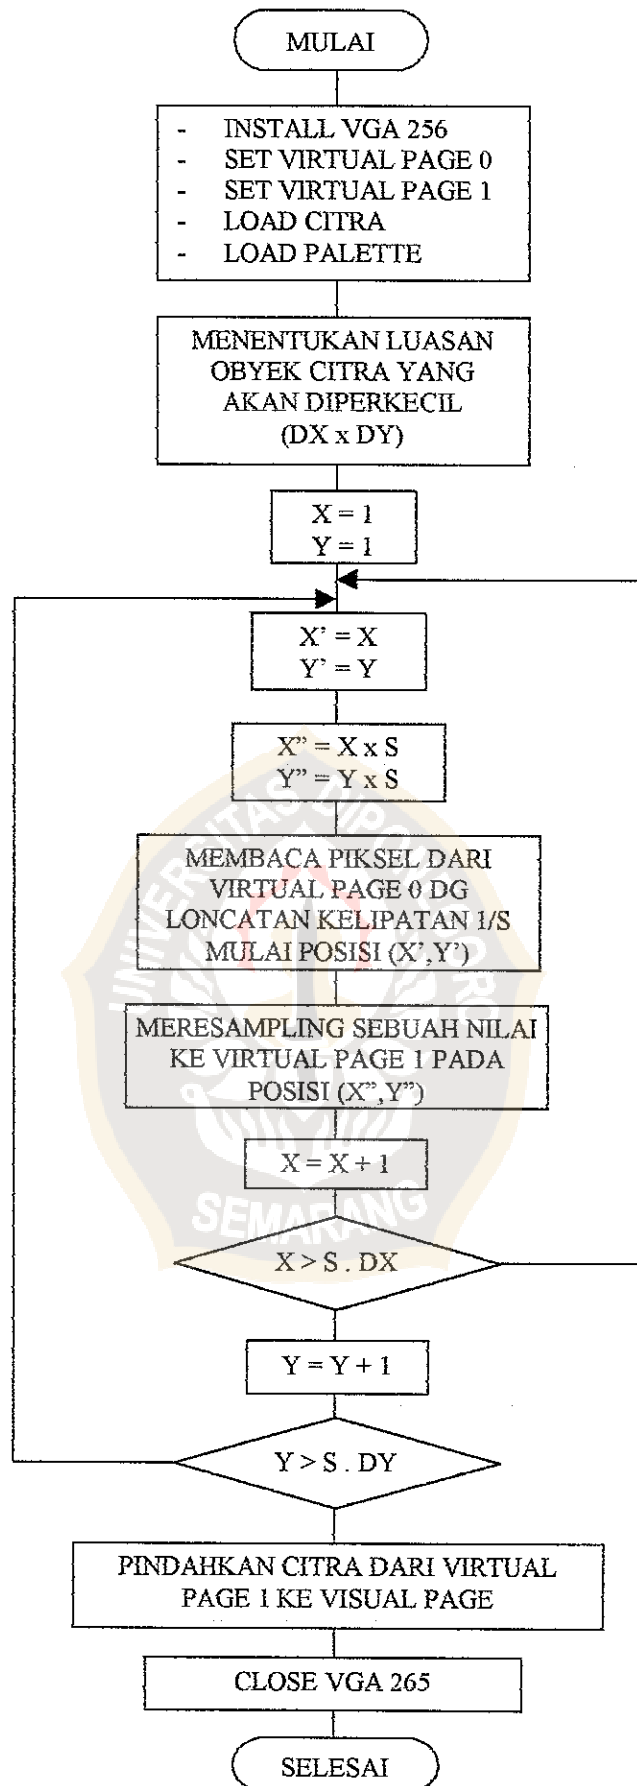 MULAI
- INSTALL VGA 256
- SET VIRTUAL PAGE 0
- SET VIRTUAL PAGE 1
- LOAD CITRA
- LOAD PALETTE
MENENTUKAN LUASAN
OBYEK CITRA YANG
AKAN DIPERKECIL
(DX x DY)
X = 1
Y = 1
X’ = X
Y’ = Y
X” = X x S
Y” = Y x S
MEMBACA PIKSEL DARI
VIRTUAL PAGE 0 DG
LONCATAN KELIPATAN 1/S
MULAI POSISI (X’,Y’)
MERESAMPLING SEBUAH NILAI
KE VIRTUAL PAGE 1 PADA
POSISI (X”,Y”)
X = X + 1
X > S . DX
Y = Y + 1
Y > S . DY
PINDAHKAN CITRA DARI VIRTUAL
PAGE 1 KE VISUAL PAGE
CLOSE VGA 265
SELESAI
UNIVERSITAS DIPONEGORO
SEMARANG